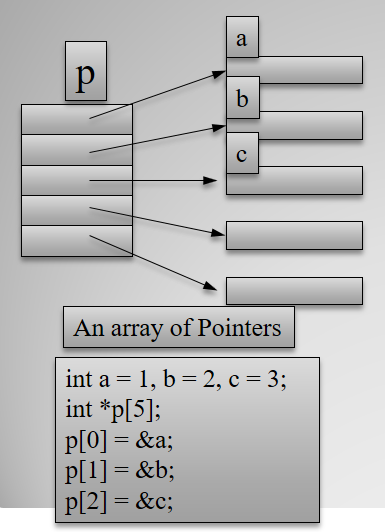 a
p
b
c
An array of Pointers
int a = 1, b = 2, c = 3;
int *p[5];
p[0] = &a;
p[1] = &b;
p[2] = &c;